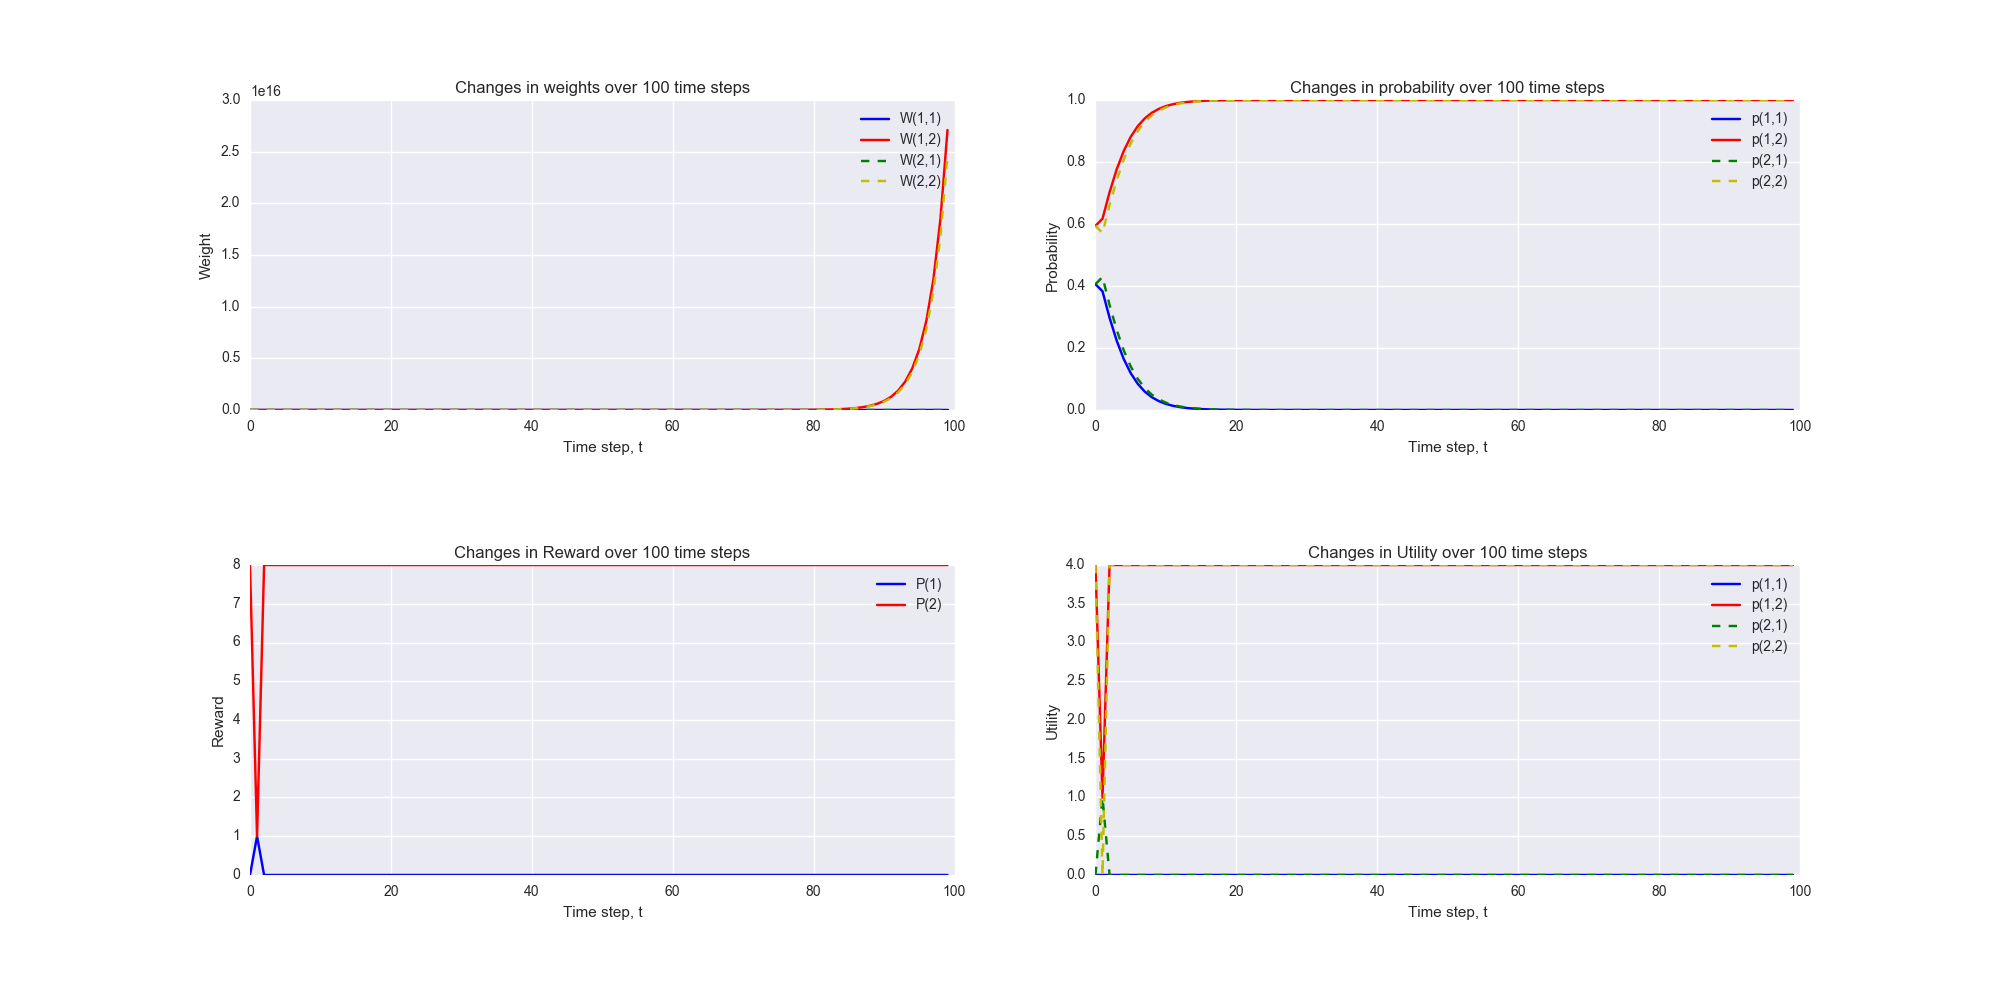 Changes in weights over 100 time steps
1e16
3.0
2.5
2.0
1.5
1.0
0.5
0.0
Weight
W(1,1)
W(1,2)
W(2,1)
W(2,2)
0 20 40 60 80 100
Time step, t
Changes in probability over 100 time steps
1.0
0.8
0.6
0.4
0.2
0.0
Probability
p(1,1)
p(1,2)
p(2,1)
p(2,2)
0 20 40 60 80 100
Time step, t
Changes in Reward over 100 time steps
8
7
6
5
4
3
2
1
0
Reward
P(1)
P(2)
0 20 40 60 80 100
Time step, t
Changes in Utility over 100 time steps
4.0
3.5
3.0
2.5
2.0
1.5
1.0
0.5
0.0
Utility
p(1,1)
p(1,2)
p(2,1)
p(2,2)
0 20 40 60 80 100
Time step, t